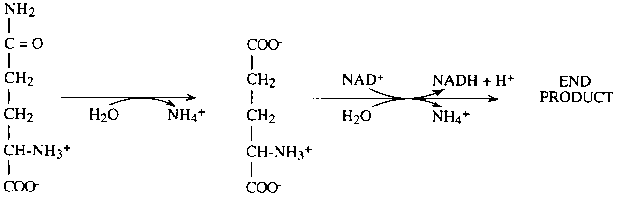 NH2
C = O
CH2
CH2
CH-NH3+
COO-
H2O
NH4+
COO-
CH2
CH2
CH-NH3+
COO-
NAD+
NADH + H+
H2O
NH4+
END
PRODUCT